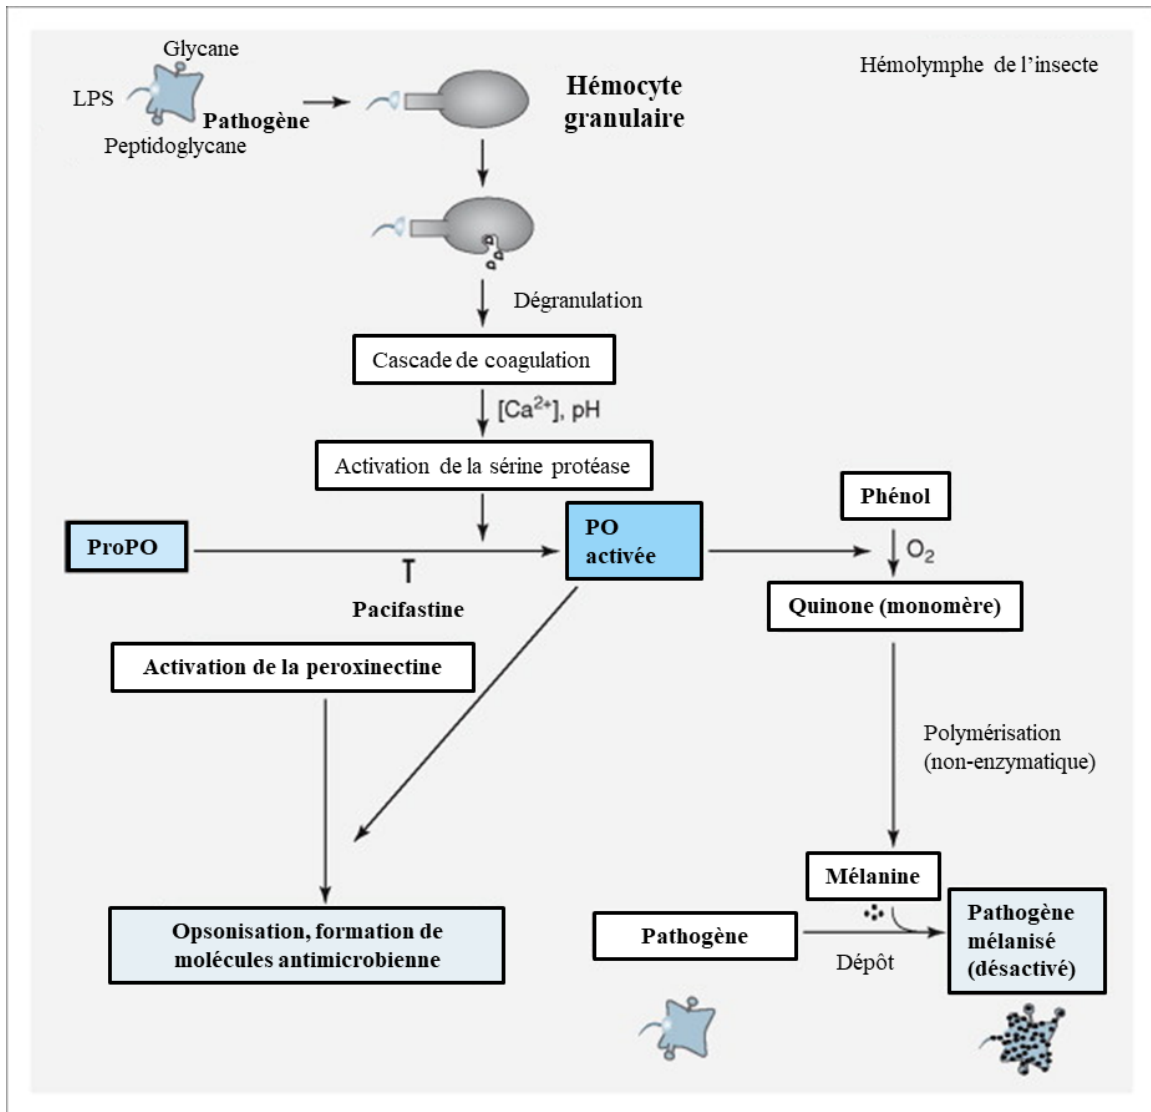 Glycane
Hémolymphe de l’insecte
LPS
Hémocyte
granulaire
Pathogène
Peptidoglycane
Dégranulation
Cascade de coagulation
[Ca2+], pH
Activation de la sérine protéase
Phénol
ProPO
PO
activée
O2
Pacifastine
Quinone (monomère)
Activation de la peroxinectine
Polymérisation
(non-enzymatique)
Mélanine
Opsonisation, formation de
molécules antimicrobienne
Pathogène
Dépôt
Pathogène
mélanisé
(désactivé)